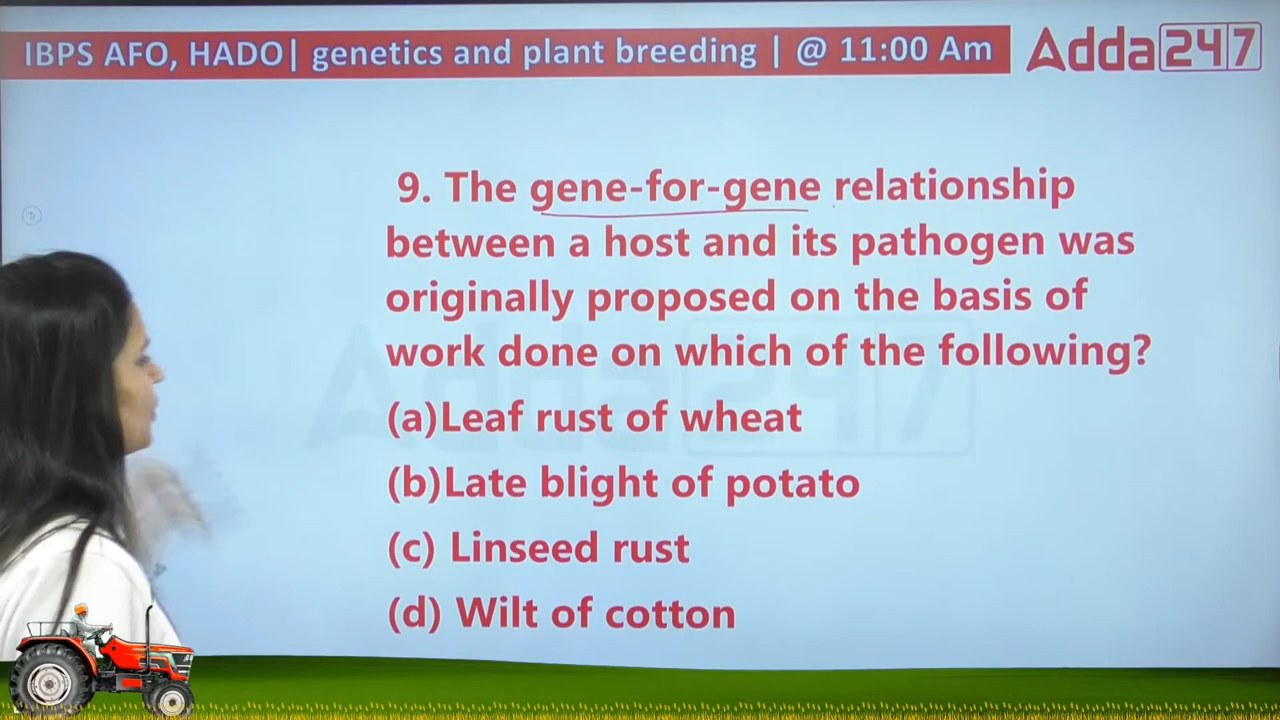 IBPS AFO, HADO| genetics and plant breeding | @ 11:00 Am
Adda247
9. The gene-for-gene relationship
between a host and its pathogen was
originally proposed on the basis of
work done on which of the following?
(a)Leaf rust of wheat
(b)Late blight of potato
(c) Linseed rust
(d) Wilt of cotton